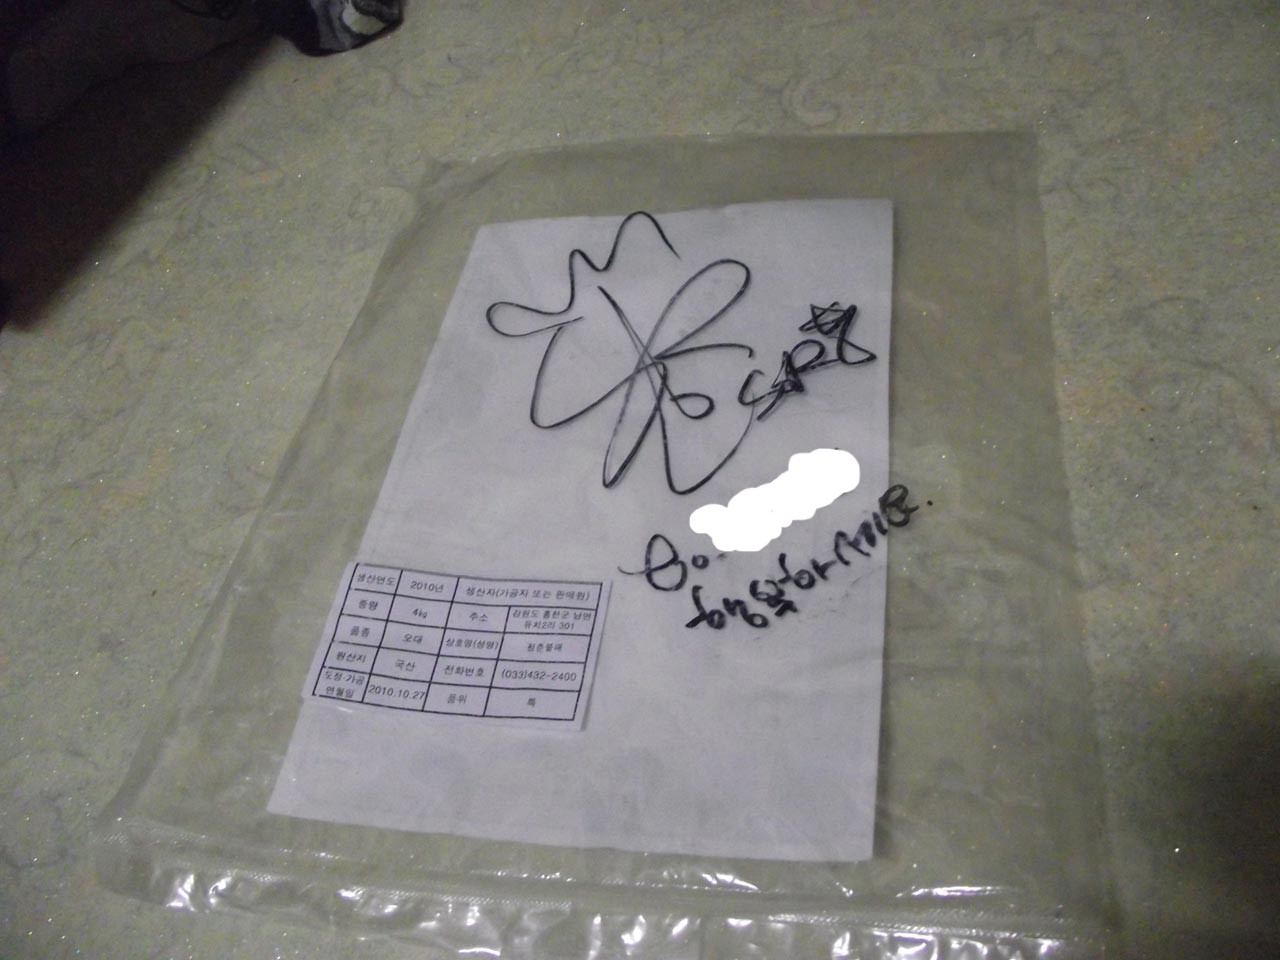 행복하세요.
생산연도 2010년 생산자(가공자 또는 판매원)
중량 4kg 주소 강원도 홍천군 남면 유치2리 301
품종 오대 상호명(성명) 청춘불패
원산지 국산 전화번호 (033)432-2400
도정·가공 연월일 2010.10.27 품위 특